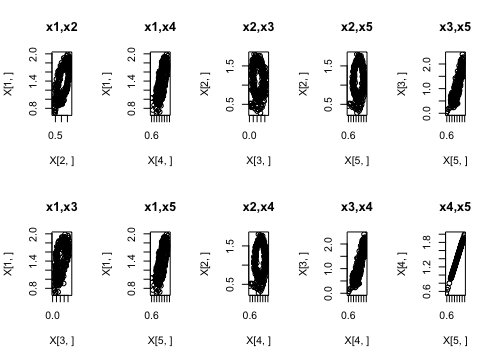 x1,x2
x1,x4
x2,x3
x2,x5
x3,x5
X[1, ]
0.8 1.4 2.0
0.5
X[2, ]
X[1, ]
0.8 1.4 2.0
0.6
X[4, ]
X[2, ]
0.5 1.5
0.0
X[3, ]
X[2, ]
0.5 1.5
0.6
X[5, ]
X[3, ]
0.0 1.0 2.0
0.6
X[5, ]
x1,x3
x1,x5
x2,x4
x3,x4
x4,x5
X[1, ]
0.8 1.4 2.0
0.0
X[3, ]
X[1, ]
0.8 1.4 2.0
0.6
X[5, ]
X[2, ]
0.5 1.5
0.6
X[4, ]
X[3, ]
0.0 1.0 2.0
0.6
X[4, ]
X[4, ]
0.6 1.2 1.8
0.6
X[5, ]